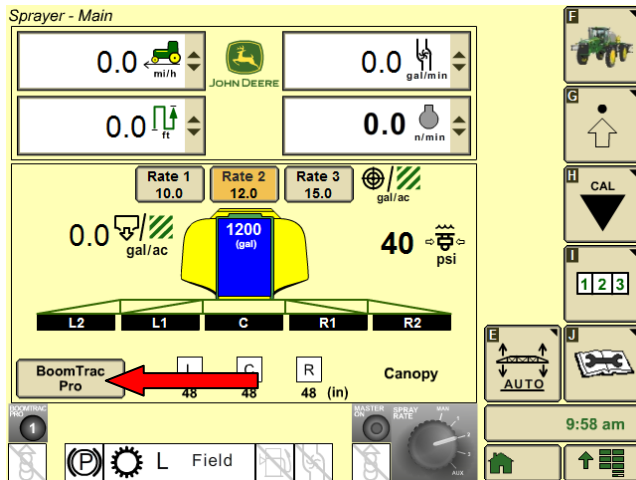 Sprayer - Main
F
0.0 mi/h
JOHN DEERE
0.0 gal/min
G
0.0 ft
0.0 n/min
Rate 1 10.0
Rate 2 12.0
Rate 3 15.0
gal/ac
H
CAL
0.0 gal/ac
1200 (gal)
40 psi
I
1 2 3
L2 L1 C R1 R2
E
AUTO
J
BoomTrac Pro
L C R
48 48 48 (in)
Canopy
BOOMTRAC PRO
1
MASTER ON
SPRAY RATE
MAN
1
2
3
AUX
9:58 am
P
L Field